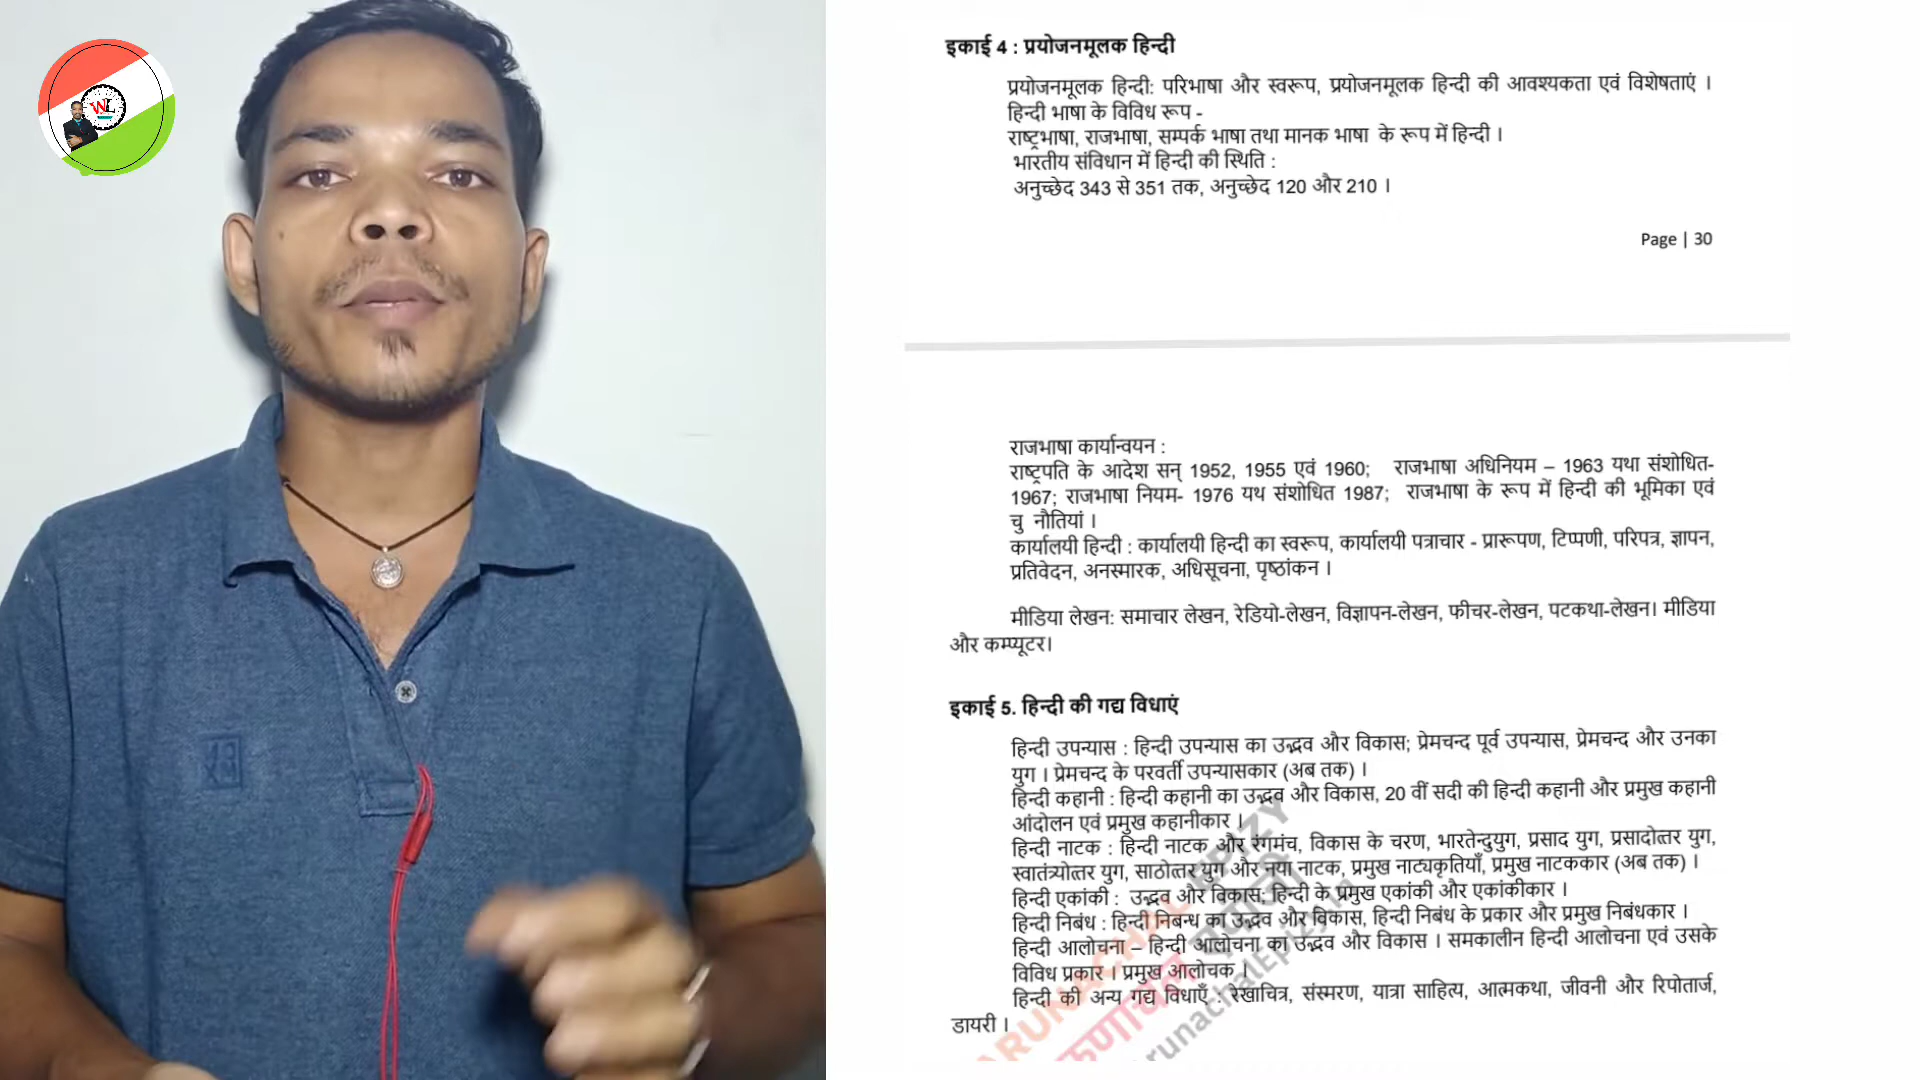 WL
इकाई 4 : प्रयोजनमूलक हिन्दी
प्रयोजनमूलक हिन्दी: परिभाषा और स्वरूप, प्रयोजनमूलक हिन्दी की आवश्यकता एवं विशेषताएं ।
हिन्दी भाषा के विविध रूप -
राष्ट्रभाषा, राजभाषा, सम्पर्क भाषा तथा मानक भाषा के रूप में हिन्दी ।
भारतीय संविधान में हिन्दी की स्थिति :
अनुच्छेद 343 से 351 तक, अनुच्छेद 120 और 210 ।
Page | 30
राजभाषा कार्यान्वयन :
राष्ट्रपति के आदेश सन् 1952, 1955 एवं 1960; राजभाषा अधिनियम – 1963 यथा संशोधित-
1967; राजभाषा नियम- 1976 यथ संशोधित 1987; राजभाषा के रूप में हिन्दी की भूमिका एवं
चु नौतियां ।
कार्यालयी हिन्दी : कार्यालयी हिन्दी का स्वरूप, कार्यालयी पत्राचार - प्रारूपण, टिप्पणी, परिपत्र, ज्ञापन,
प्रतिवेदन, अनस्मारक, अधिसूचना, पृष्ठांकन ।
मीडिया लेखन: समाचार लेखन, रेडियो-लेखन, विज्ञापन-लेखन, फीचर-लेखन, पटकथा-लेखन। मीडिया
और कम्प्यूटर।
इकाई 5. हिन्दी की गद्य विधाएं
हिन्दी उपन्यास : हिन्दी उपन्यास का उद्भव और विकास; प्रेमचन्द पूर्व उपन्यास, प्रेमचन्द और उनका
युग । प्रेमचन्द के परवर्ती उपन्यासकार (अब तक) ।
हिन्दी कहानी : हिन्दी कहानी का उद्भव और विकास, 20 वीं सदी की हिन्दी कहानी और प्रमुख कहानी
आंदोलन एवं प्रमुख कहानीकार ।
हिन्दी नाटक : हिन्दी नाटक और रंगमंच, विकास के चरण, भारतेन्दुयुग, प्रसाद युग, प्रसादोत्तर युग,
स्वातंत्र्योत्तर युग, साठोत्तर युग और नया नाटक, प्रमुख नाट्यकृतियाँ, प्रमुख नाटककार (अब तक) ।
हिन्दी एकांकी : उद्भव और विकास; हिन्दी के प्रमुख एकांकी और एकांकीकार ।
हिन्दी निबंध : हिन्दी निबन्ध का उद्भव और विकास, हिन्दी निबंध के प्रकार और प्रमुख निबंधकार ।
हिन्दी आलोचना – हिन्दी आलोचना का उद्भव और विकास । समकालीन हिन्दी आलोचना एवं उसके
विविध प्रकार । प्रमुख आलोचक ।
हिन्दी की अन्य गद्य विधाएँ : रेखाचित्र, संस्मरण, यात्रा साहित्य, आत्मकथा, जीवनी और रिपोतार्ज,
डायरी ।
ARUNACHAL EPIZY